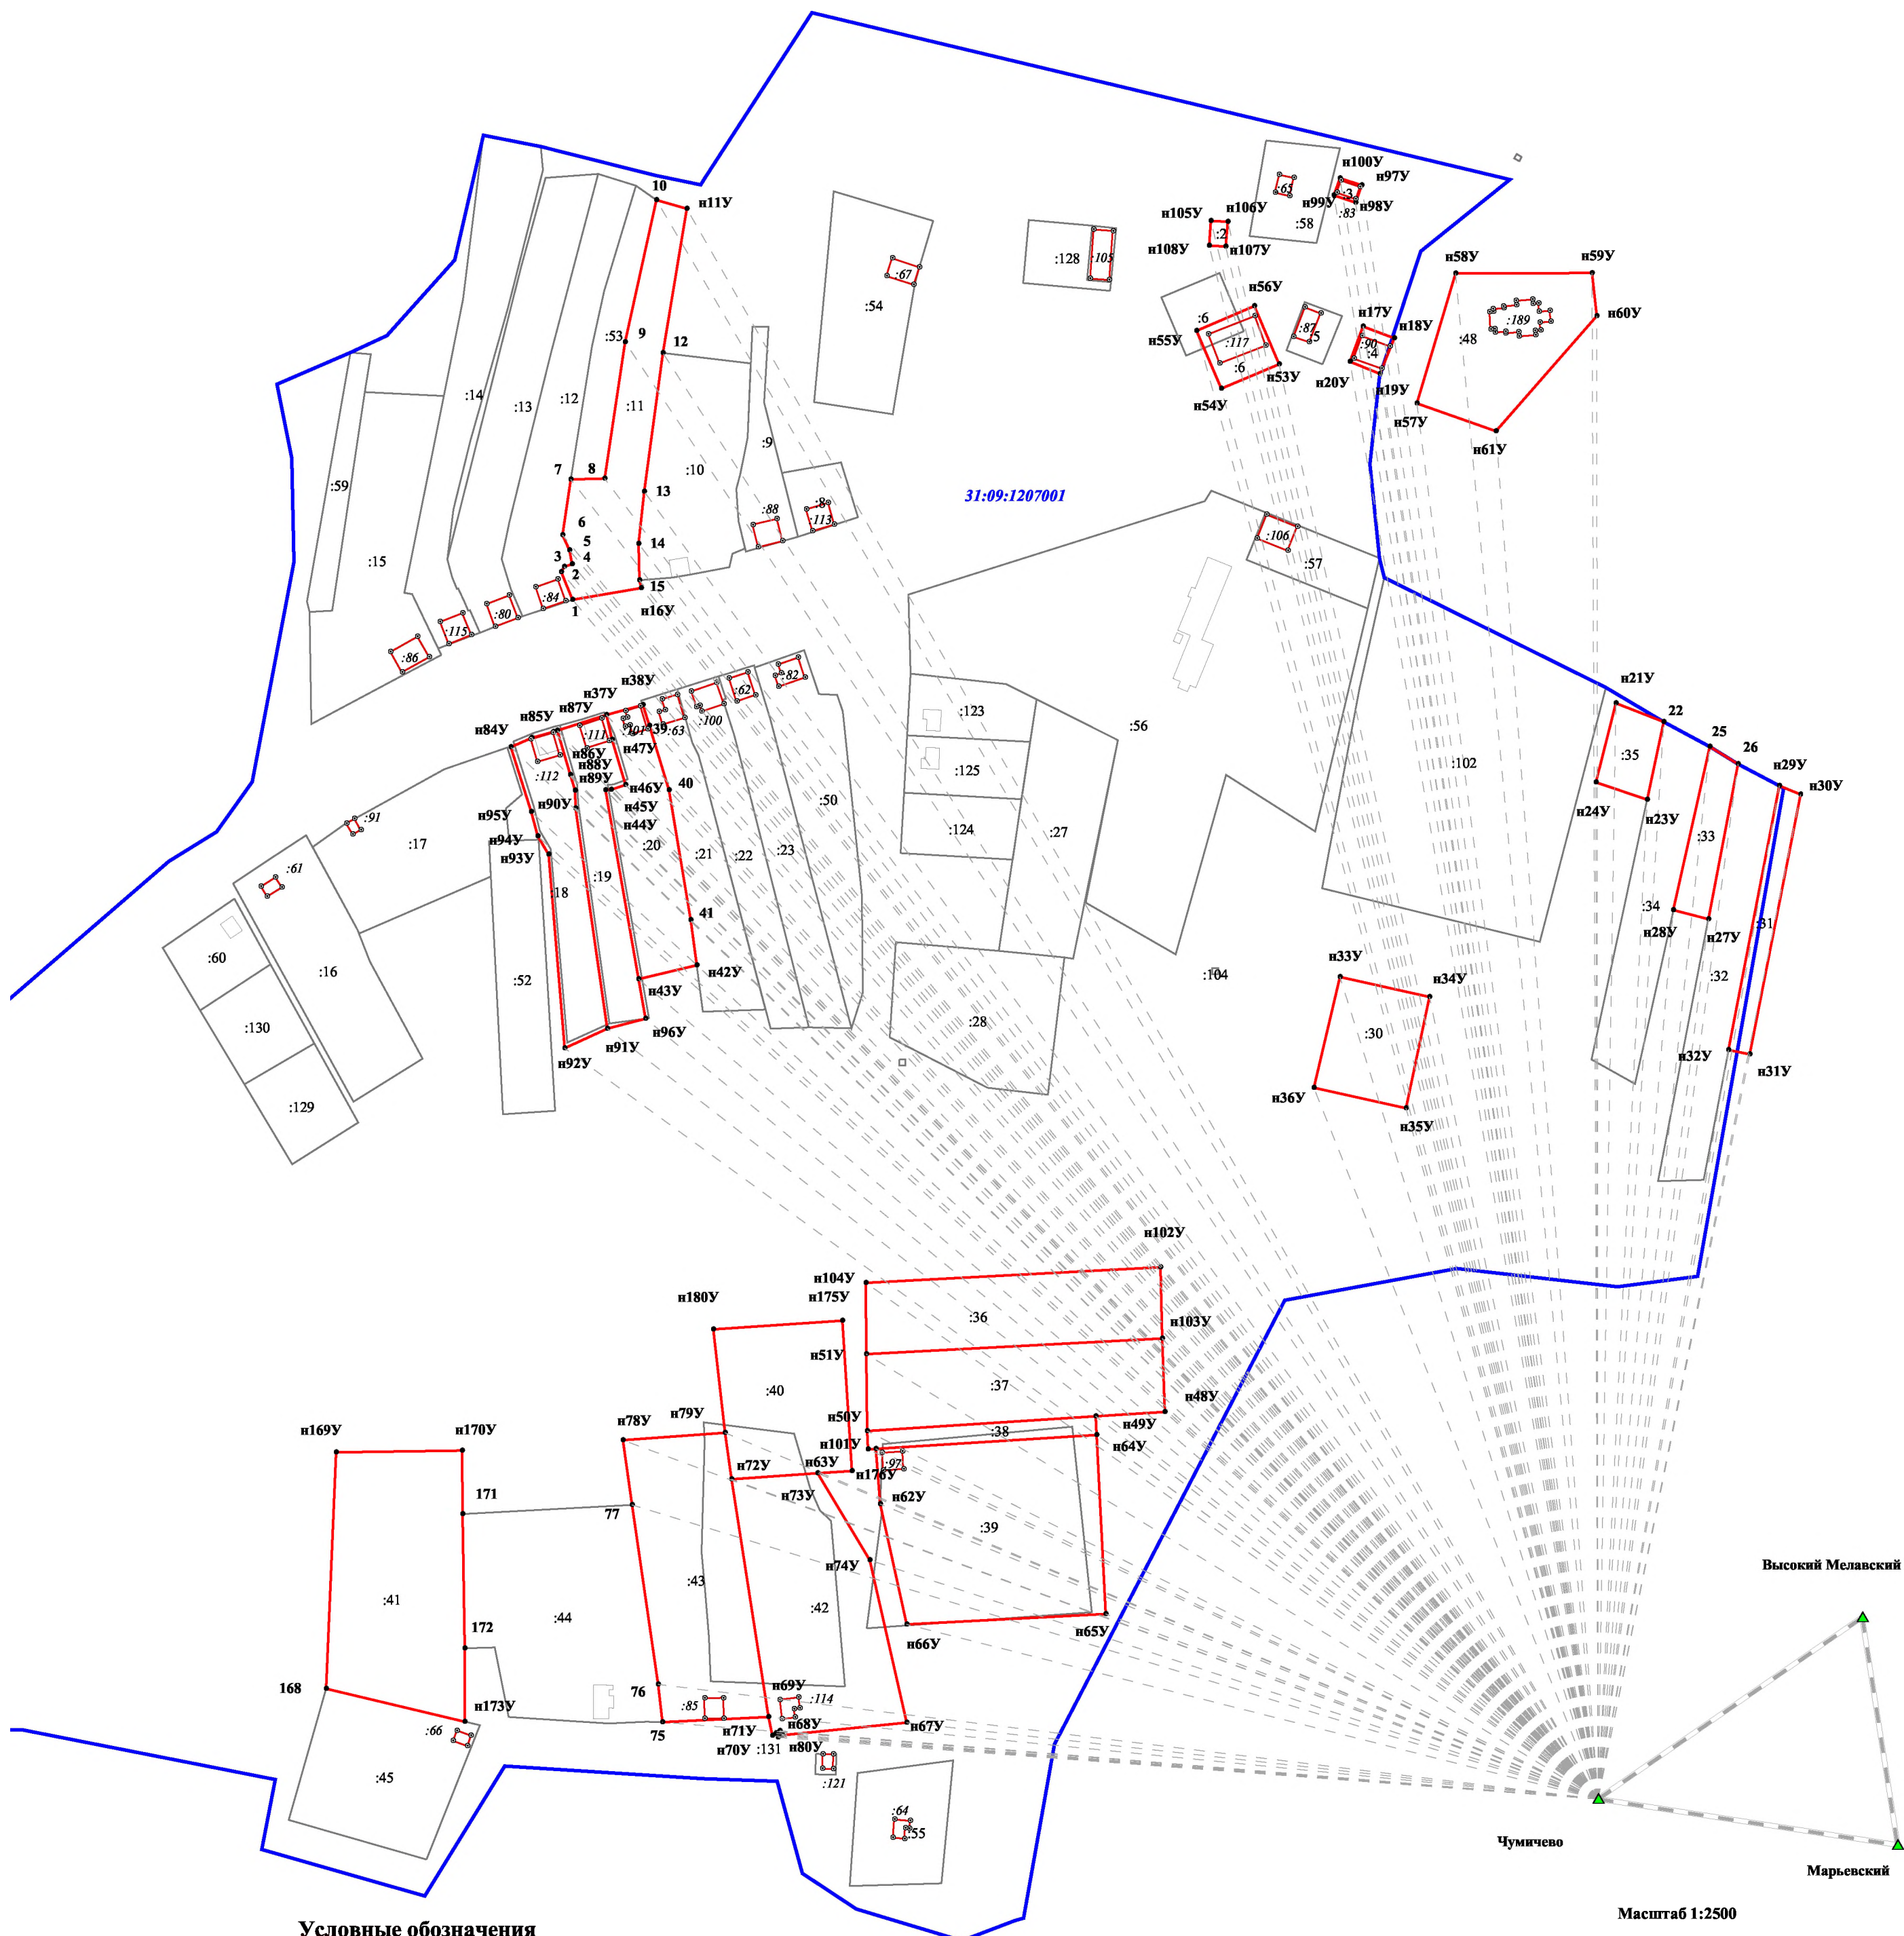 10
н11У
н100У
н97У
:65
:3
н99У
н98У
:83
н105У
н106У
:2
:58
н108У
н107У
:128
:105
н58У
н59У
:67
:54
н56У
н60У
:6
н17У
:189
:87
:5
н18У
:48
:53
9
12
н55У
:117
:90
:4
:6
н53У
н20У
н19У
:14
:13
:12
:11
н54У
н57У
н61У
:9
7
8
:10
:59
13
31:09:1207001
:8
:88
:113
6
5
14
:106
3
4
:15
:57
2
15
:84
1
н16У
:80
:115
:86
н38У
:82
:62
н21У
н37У
н87У
:100
22
н85У
:101
39
:63
:123
:56
25
н84У
:111
н47У
н86У
:35
26
:102
н88У
:112
:125
н89У
н46У
40
н29У
н30У
н24У
н90У
н45У
:50
н95У
:91
н44У
н23У
:124
:27
:33
н94У
:17
:20
н93У
:21
:22
:23
:61
:19
:18
:34
41
н28У
:31
н27У
:60
н33У
:16
н42У
:104
:32
:52
н43У
н34У
:130
:28
н96У
:30
н91У
н92У
н32У
н31У
н36У
:129
н35У
н102У
н104У
н180У
н175У
:36
н103У
н51У
:40
:37
н48У
н169У
н78У
н79У
н50У
н49У
н170У
:38
н101У
н64У
н72У
н63У
:97
н176У
171
н73У
н62У
77
:39
н74У
Высокий Мелавский
:43
:41
:42
:44
172
н66У
н65У
168
76
н69У
:114
н173У
:85
:66
75
н71У
н68У
н67У
н70У
:131
н80У
:45
:121
:64
:55
Чумичево
Марьевский
Масштаб 1:2500
Условные обозначения